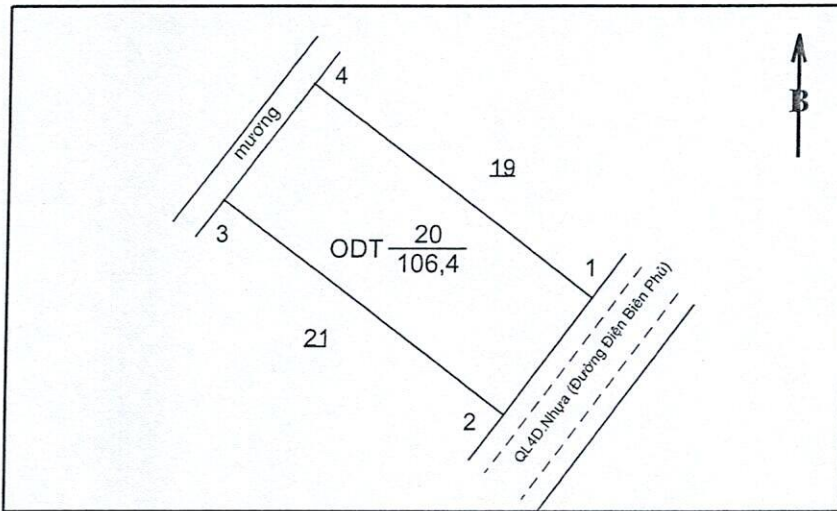 4
mương
B
19
3
ODT 20
106,4
1
21
2
QL4D.Nhựa (Đường Điện Biên Phủ)